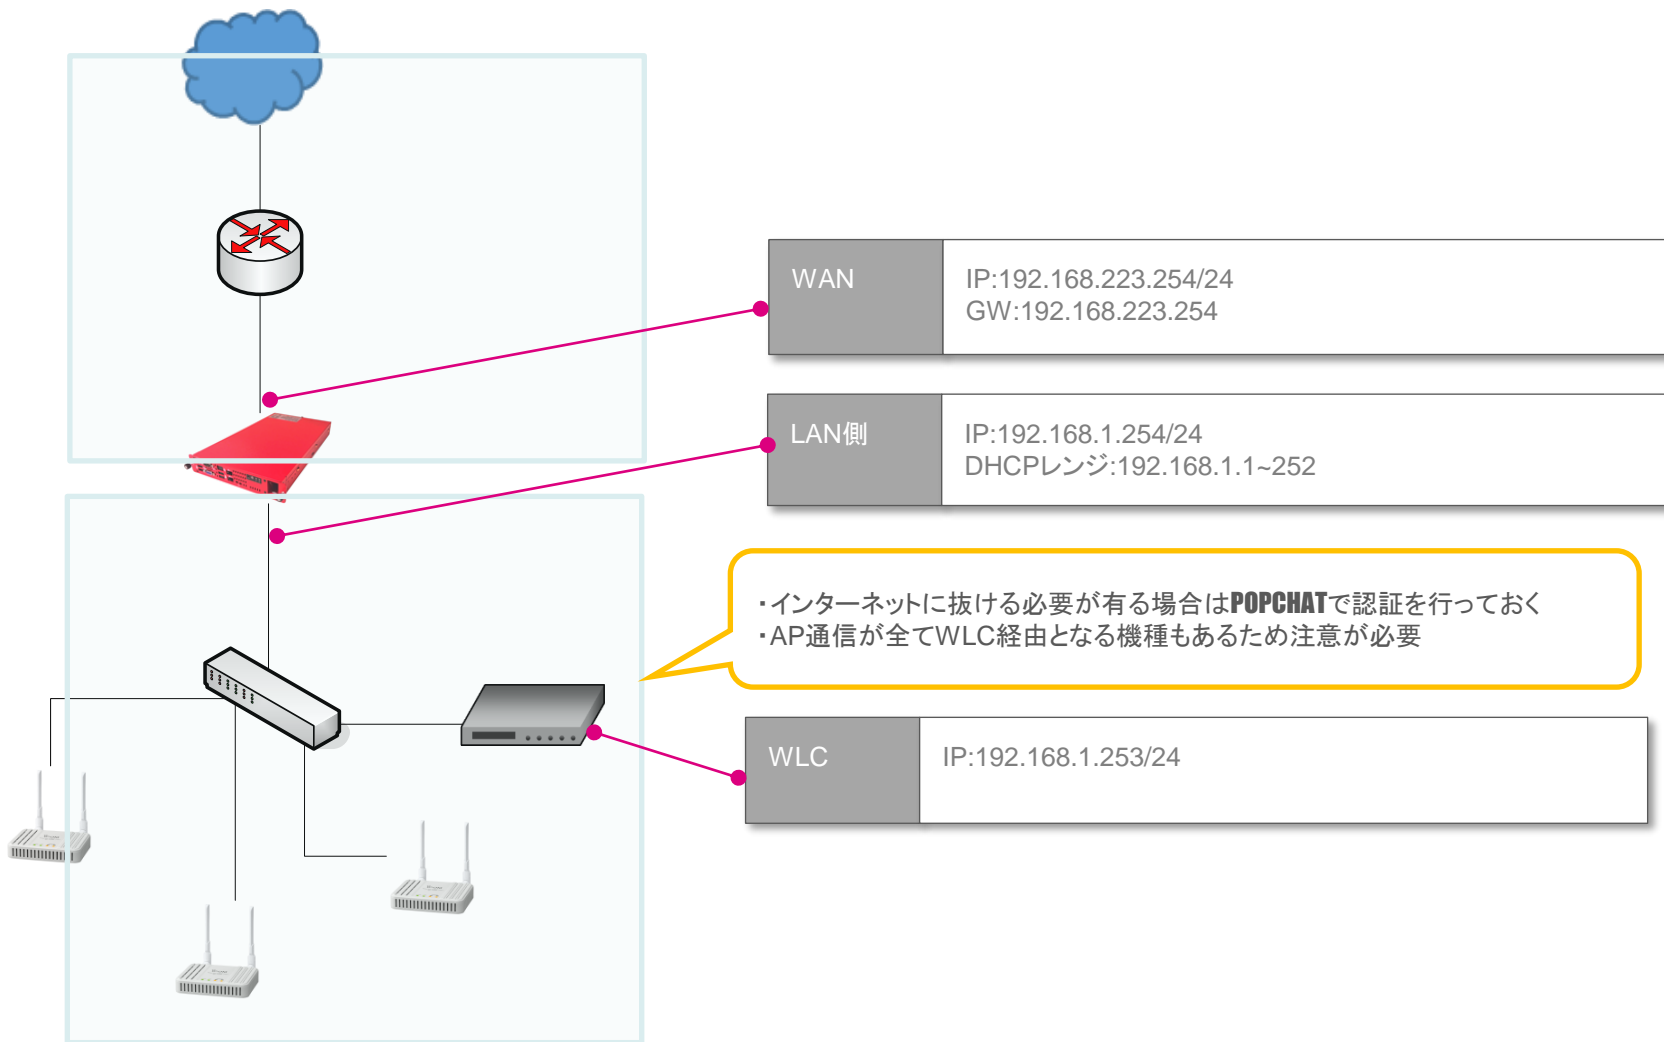 WAN
IP:192.168.223.254/24
GW:192.168.223.254
LAN側
IP:192.168.1.254/24
DHCPレンジ:192.168.1.1~252
・インターネットに抜ける必要が有る場合はPOPCHATで認証を行っておく
・AP通信が全てWLC経由となる機種もあるため注意が必要
WLC
IP:192.168.1.253/24